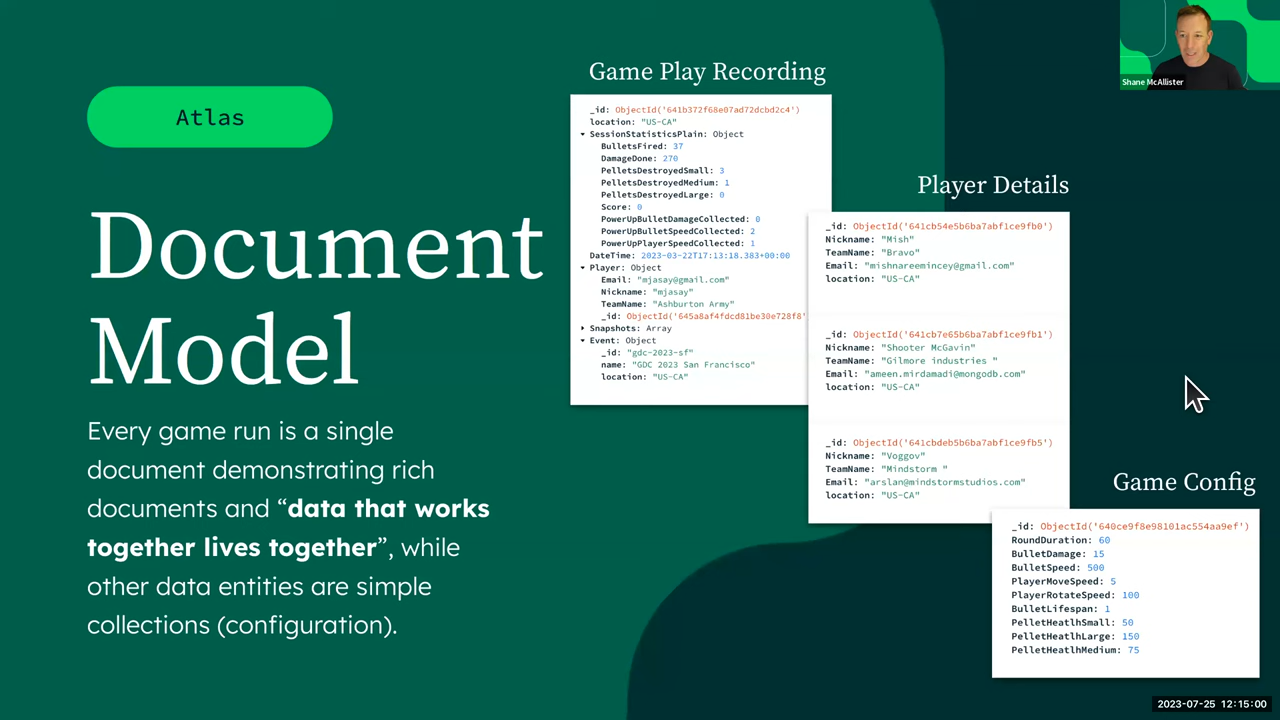 Atlas
Document
Model
Every game run is a single
document demonstrating rich
documents and “data that works
together lives together”, while
other data entities are simple
collections (configuration).
Game Play Recording
_id: ObjectId('641b372f68e07ad72dcbd2c4')
location: "US-CA"
SessionStatisticsPlain: Object
BulletsFired: 37
DamageDone: 270
PelletsDestroyedSmall: 3
PelletsDestroyedMedium: 1
PelletsDestroyedLarge: 0
Score: 0
PowerUpBulletDamageCollected: 0
PowerUpBulletSpeedCollected: 2
PowerUpPlayerSpeedCollected: 1
DateTime: 2023-03-22T17:13:18.383+00:00
Player: Object
Email: "mjasay@gmail.com"
Nickname: "mjasay"
TeamName: "Ashburton Army"
_id: ObjectId('645a8af4fdcd81be30e728f8'
Snapshots: Array
Event: Object
_id: "gdc-2023-sf"
name: "GDC 2023 San Francisco"
location: "US-CA"
Player Details
_id: ObjectId('641cb54e5b6ba7abf1ce9fb0')
Nickname: "Mish"
TeamName: "Bravo"
Email: "mishnareemincey@gmail.com"
location: "US-CA"
_id: ObjectId('641cb7e65b6ba7abf1ce9fb1')
Nickname: "Shooter McGavin"
TeamName: "Gilmore industries "
Email: "ameen.mirdamadi@mongodb.com"
location: "US-CA"
_id: ObjectId('641cbdeb5b6ba7abf1ce9fb5')
Nickname: "Voggov"
TeamName: "Mindstorm "
Email: "arslan@mindstormstudios.com"
location: "US-CA"
Game Config
_id: ObjectId('640ce9f8e98101ac554aa9ef')
RoundDuration: 60
BulletDamage: 15
BulletSpeed: 500
PlayerMoveSpeed: 5
PlayerRotateSpeed: 100
BulletLifespan: 1
PelletHeatlhSmall: 50
PelletHeatlhLarge: 150
PelletHeatlhMedium: 75
Shane McAllister
2023-07-25 12:15:00